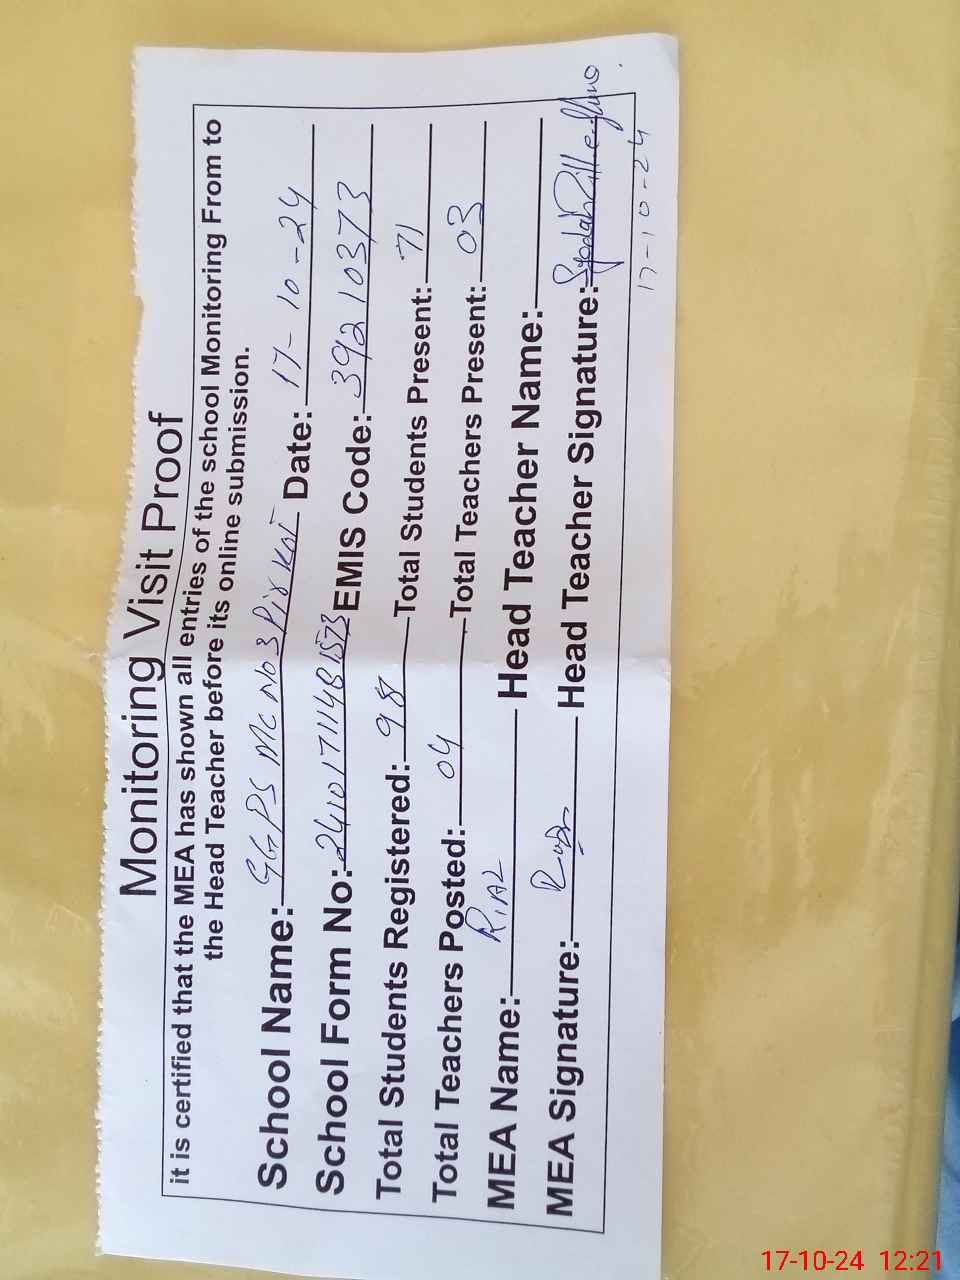 Monitoring Visit Proof
it is certified that the MEA has shown all entries of the school Monitoring From to
the Head Teacher before its online submission.
School Name: GGPS MC No 3 Pir Kot Date: 17-10-24
School Form No: 24101711481573 EMIS Code: 39210373
Total Students Registered: 98 Total Students Present: 71
Total Teachers Posted: 04 Total Teachers Present: 03
MEA Name: RIAZ Head Teacher Name:
MEA Signature: Head Teacher Signature:
17-10-24
17-10-24 12:21